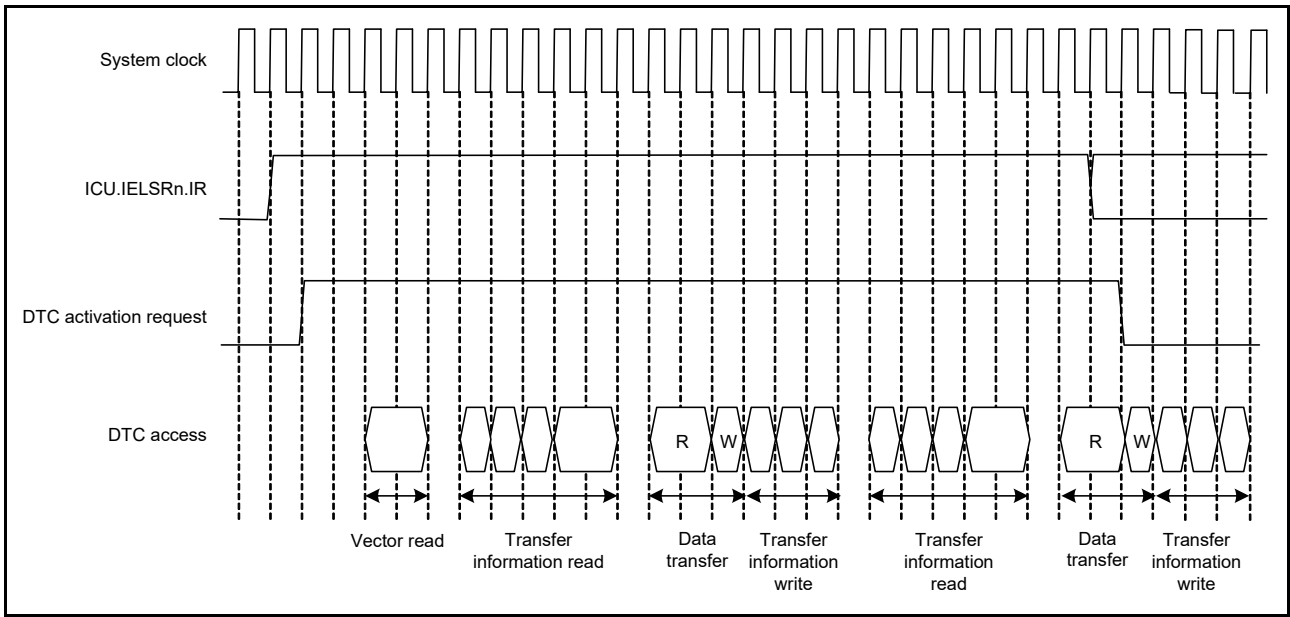 System clock
ICU.IELSRn.IR
DTC activation request
DTC access
R
W
R
W
Vector read
Transfer
information read
Data
transfer
Transfer
information
write
Transfer
information
read
Data
transfer
Transfer
information
write